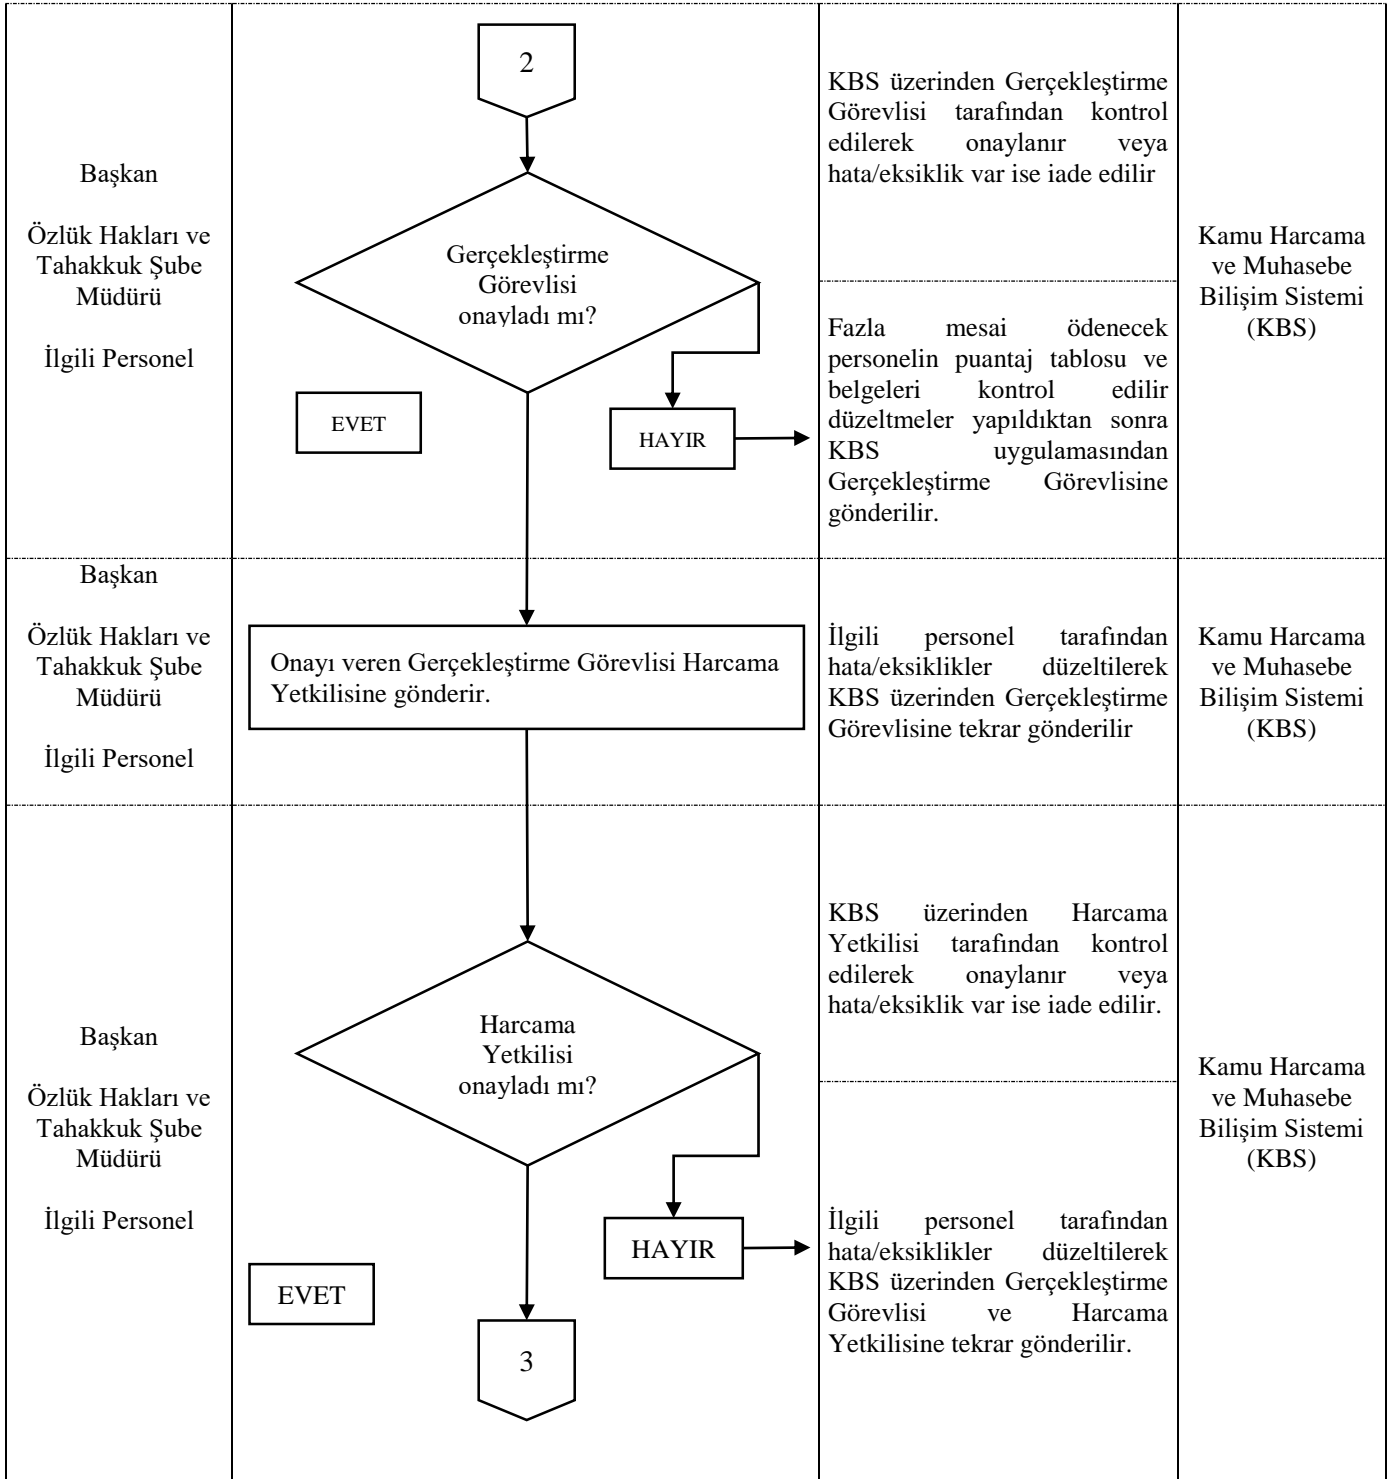 Başkan
Özlük Hakları ve
Tahakkuk Şube
Müdürü
İlgili Personel
2
Gerçekleştirme
Görevlisi
onayladı mı?
EVET
HAYIR
KBS üzerinden Gerçekleştirme
Görevlisi tarafından kontrol
edilerek onaylanır veya
hata/eksiklik var ise iade edilir
Fazla mesai ödenecek
personelin puantaj tablosu ve
belgeleri kontrol edilir
düzeltmeler yapıldıktan sonra
KBS uygulamasından
Gerçekleştirme Görevlisine
gönderilir.
Kamu Harcama
ve Muhasebe
Bilişim Sistemi
(KBS)
Başkan
Özlük Hakları ve
Tahakkuk Şube
Müdürü
İlgili Personel
Onayı veren Gerçekleştirme Görevlisi Harcama
Yetkilisine gönderir.
İlgili personel tarafından
hata/eksiklikler düzeltilerek
KBS üzerinden Gerçekleştirme
Görevlisine tekrar gönderilir
Kamu Harcama
ve Muhasebe
Bilişim Sistemi
(KBS)
Başkan
Özlük Hakları ve
Tahakkuk Şube
Müdürü
İlgili Personel
Harcama
Yetkilisi
onayladı mı?
HAYIR
EVET
3
KBS üzerinden Harcama
Yetkilisi tarafından kontrol
edilerek onaylanır veya
hata/eksiklik var ise iade edilir.
İlgili personel tarafından
hata/eksiklikler düzeltilerek
KBS üzerinden Gerçekleştirme
Görevlisi ve Harcama
Yetkilisine tekrar gönderilir.
Kamu Harcama
ve Muhasebe
Bilişim Sistemi
(KBS)